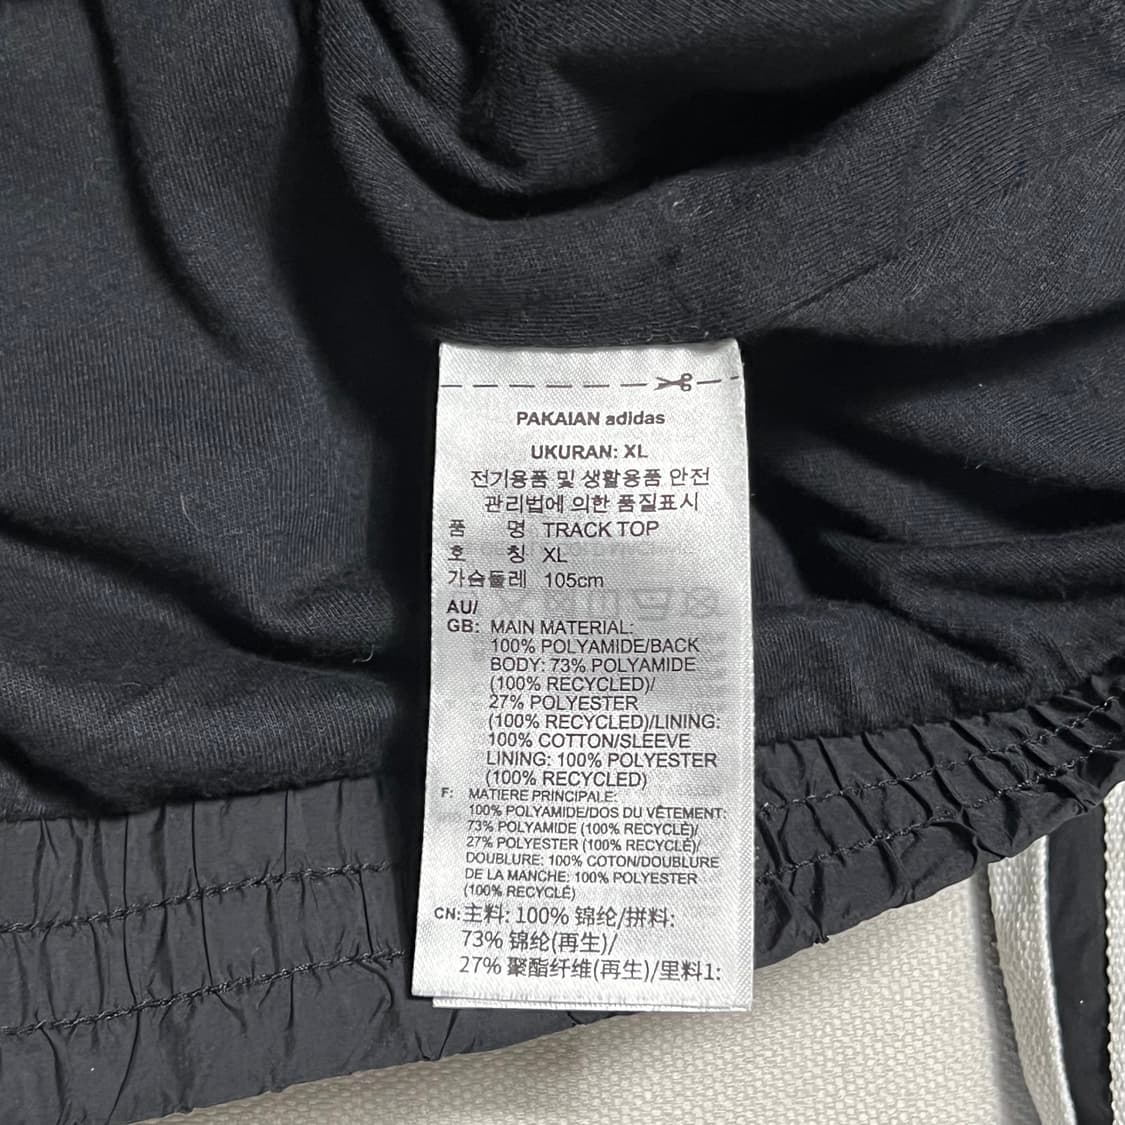 PAKAIAN adidas
UKURAN: XL
전기용품 및 생활용품 안전
관리법에 의한 품질표시
품 명 TRACK TOP
호 칭 XL
가슴둘레 105cm
AU/
GB: MAIN MATERIAL:
100% POLYAMIDE/BACK
BODY: 73% POLYAMIDE
(100% RECYCLED)/
27% POLYESTER
(100% RECYCLED)/LINING:
100% COTTON/SLEEVE
LINING: 100% POLYESTER
(100% RECYCLED)
F: MATIERE PRINCIPALE:
100% POLYAMIDE/DOS DU VÊTEMENT:
73% POLYAMIDE (100% RECYCLÉ)/
27% POLYESTER (100% RECYCLÉ)/
DOUBLURE: 100% COTON/DOUBLURE
DE LA MANCHE: 100% POLYESTER
(100% RECYCLÉ)
CN:主料: 100% 锦纶/拼料:
73% 锦纶(再生)/
27% 聚酯纤维(再生)/里料1: